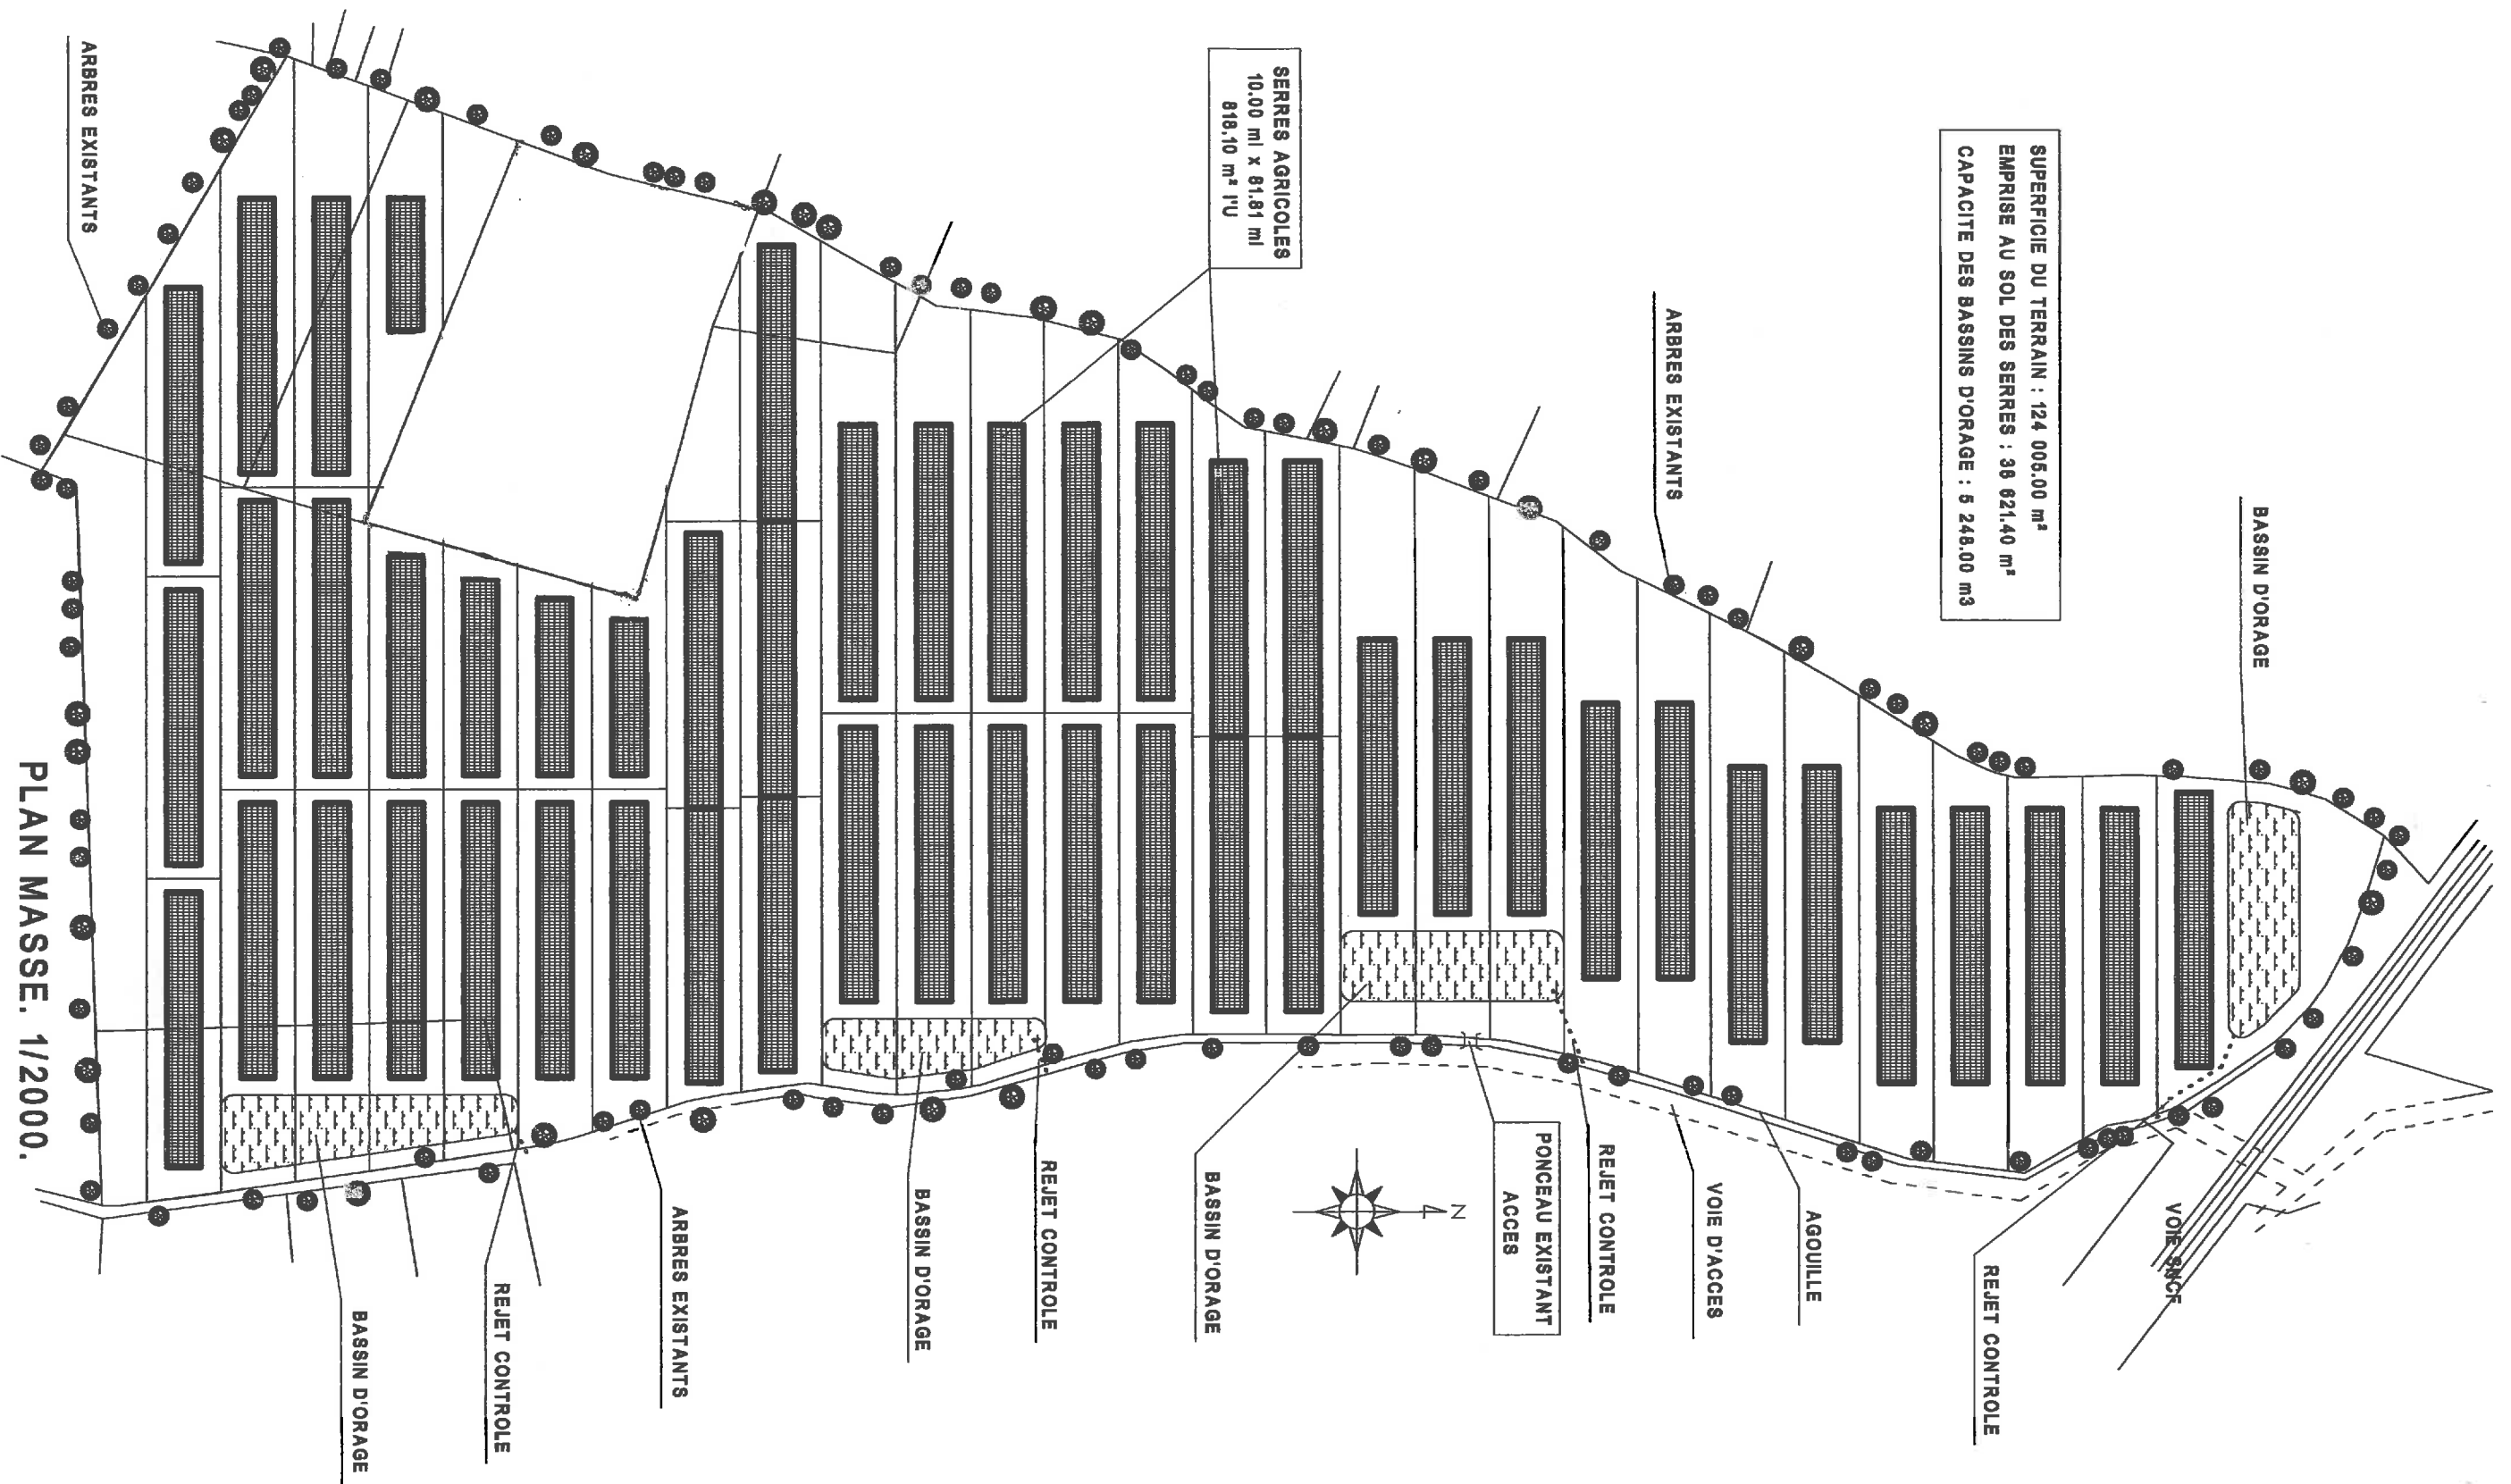 BASSIN D'ORAGE
SUPERFICIE DU TERRAIN : 124 005.00 m²
EMPRISE AU SOL DES SERRES : 38 621.40 m²
CAPACITE DES BASSINS D'ORAGE : 5 248.00 m3
ARBRES EXISTANTS
SERRES AGRICOLES
10.00 ml x 81.81 ml
818.10 m² l'U
ARBRES EXISTANTS
VOIE SNCF
REJET CONTROLE
AGOUILLE
VOIE D'ACCES
REJET CONTROLE
PONCEAU EXISTANT
ACCES
N
BASSIN D'ORAGE
REJET CONTROLE
BASSIN D'ORAGE
ARBRES EXISTANTS
REJET CONTROLE
BASSIN D'ORAGE
PLAN MASSE. 1/2000.